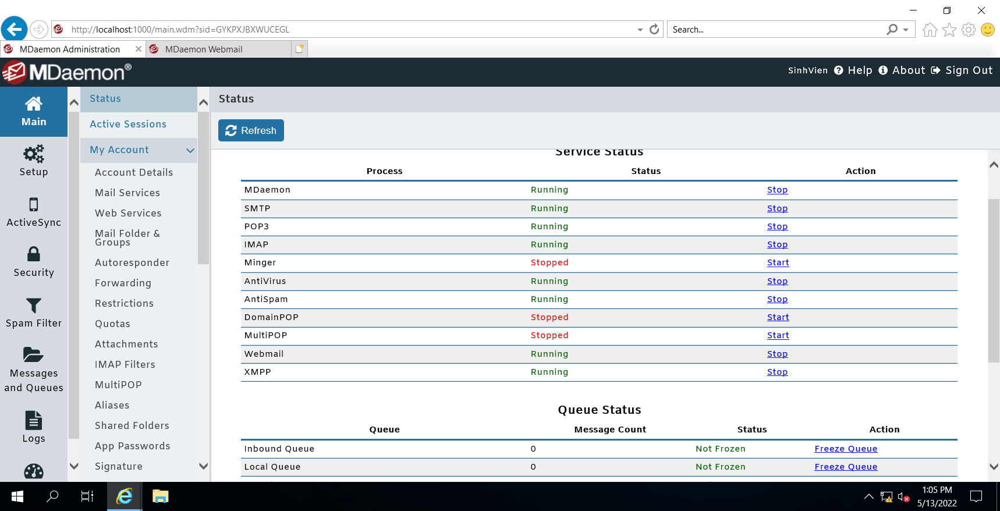 http://localhost:1000/main.wdm?sid=GYKPXJBXWUCEGL
Search...
MDaemon Administration
MDaemon Webmail
MDaemon®
SinhVien
Help
About
Sign Out
Main
Setup
ActiveSync
Security
Spam Filter
Messages
and Queues
Logs
Status
Active Sessions
My Account
Account Details
Mail Services
Web Services
Mail Folder &
Groups
Autoresponder
Forwarding
Restrictions
Quotas
Attachments
IMAP Filters
MultiPOP
Aliases
Shared Folders
App Passwords
Signature
Status
Refresh
Service Status
Process Status Action
MDaemon Running Stop
SMTP Running Stop
POP3 Running Stop
IMAP Running Stop
Minger Stopped Start
AntiVirus Running Stop
AntiSpam Running Stop
DomainPOP Stopped Start
MultiPOP Stopped Start
Webmail Running Stop
XMPP Running Stop
Queue Status
Queue Message Count Status Action
Inbound Queue 0 Not Frozen Freeze Queue
Local Queue 0 Not Frozen Freeze Queue
1:05 PM
5/13/2022